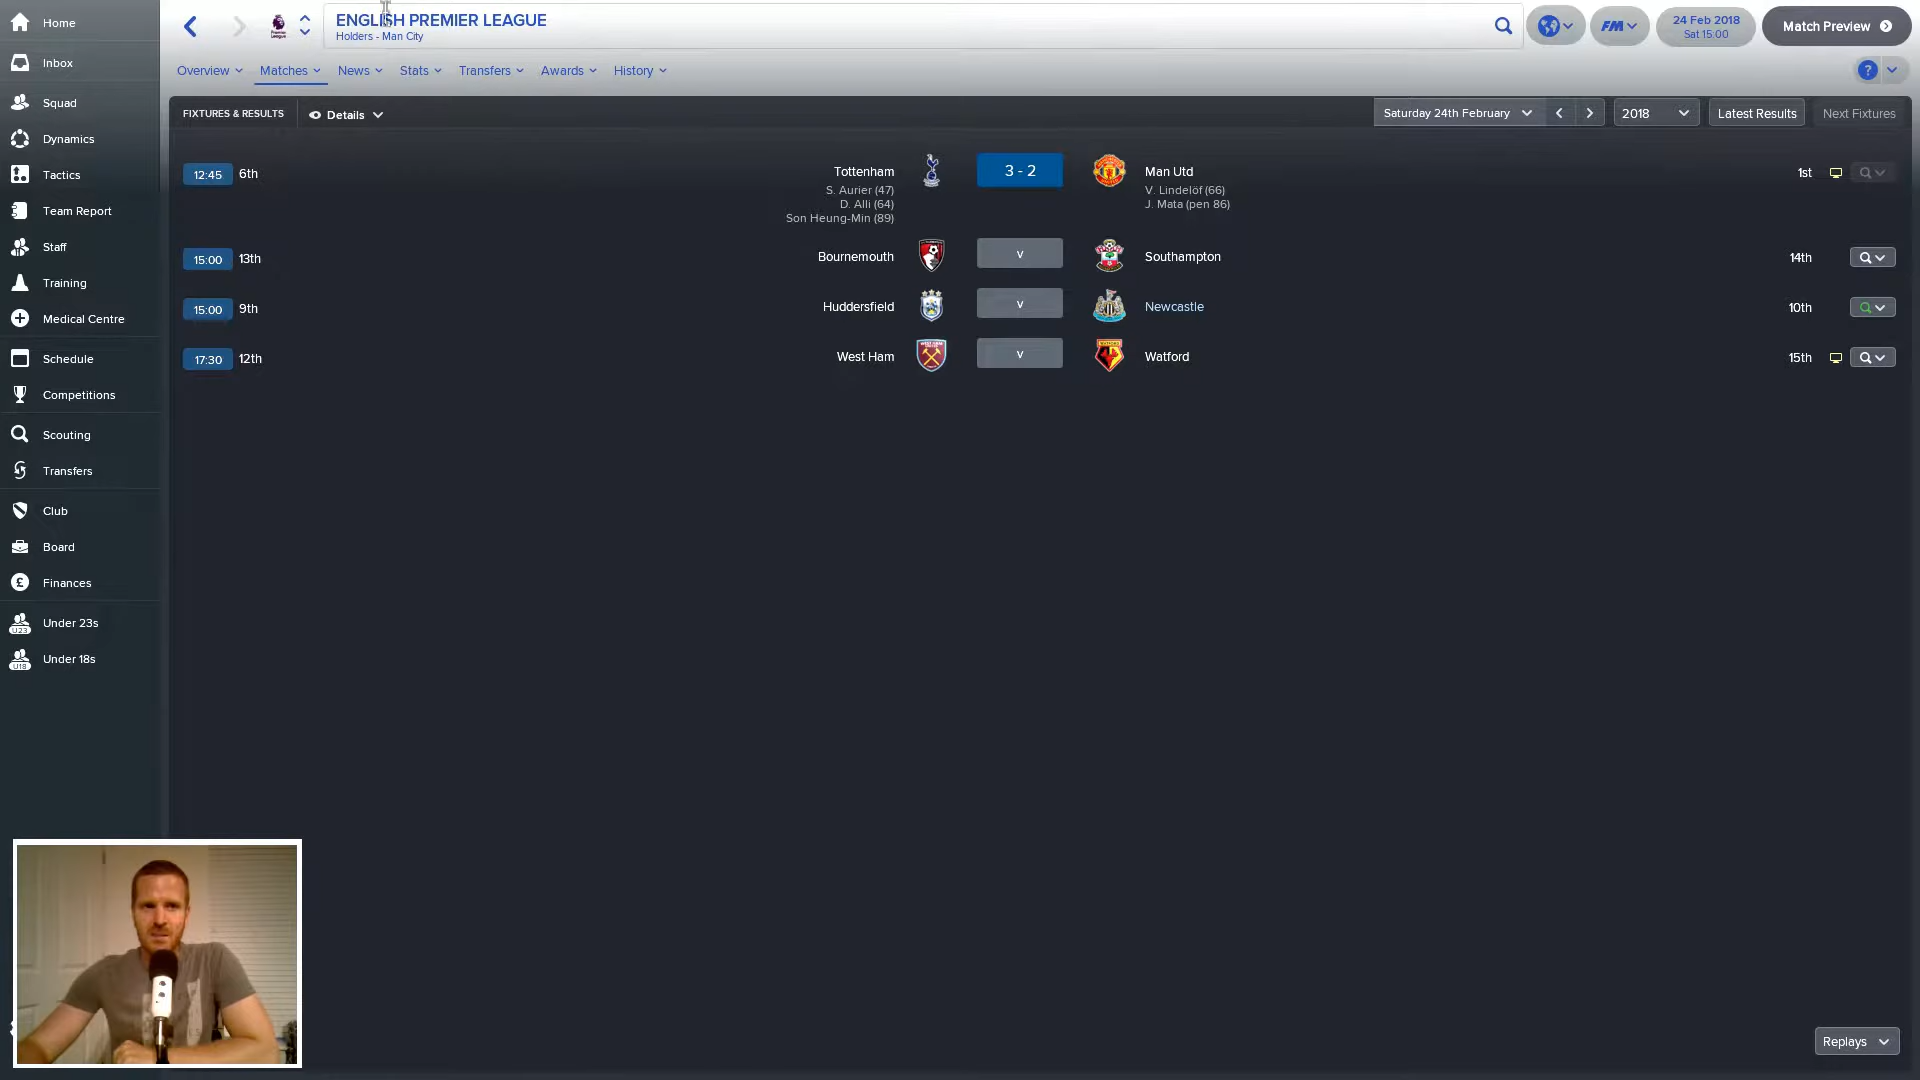 Home
Inbox
Squad
Dynamics
Tactics
Team Report
Staff
Training
Medical Centre
Schedule
Competitions
Scouting
Transfers
Club
Board
Finances
U23
Under 23s
U18
Under 18s
Premier League
ENGLISH PREMIER LEAGUE
Holders - Man City
FM
24 Feb 2018
Sat 15:00
Match Preview
Overview
Matches
News
Stats
Transfers
Awards
History
?
FIXTURES & RESULTS
Details
Saturday 24th February
2018
Latest Results
Next Fixtures
12:45 6th Tottenham 3 - 2 Man Utd 1st
S. Aurier (47) V. Lindelöf (66)
D. Alli (64) J. Mata (pen 86)
Son Heung-Min (89)
15:00 13th Bournemouth v Southampton 14th
15:00 9th Huddersfield v Newcastle 10th
17:30 12th West Ham v Watford 15th
Replays